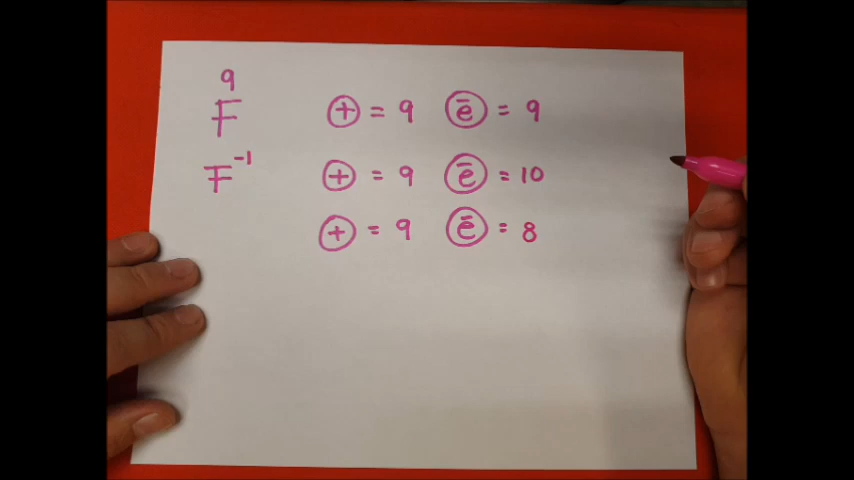 9
F ⊕ = 9 ē = 9
F⁻¹ ⊕ = 9 ē = 10
⊕ = 9 ē = 8